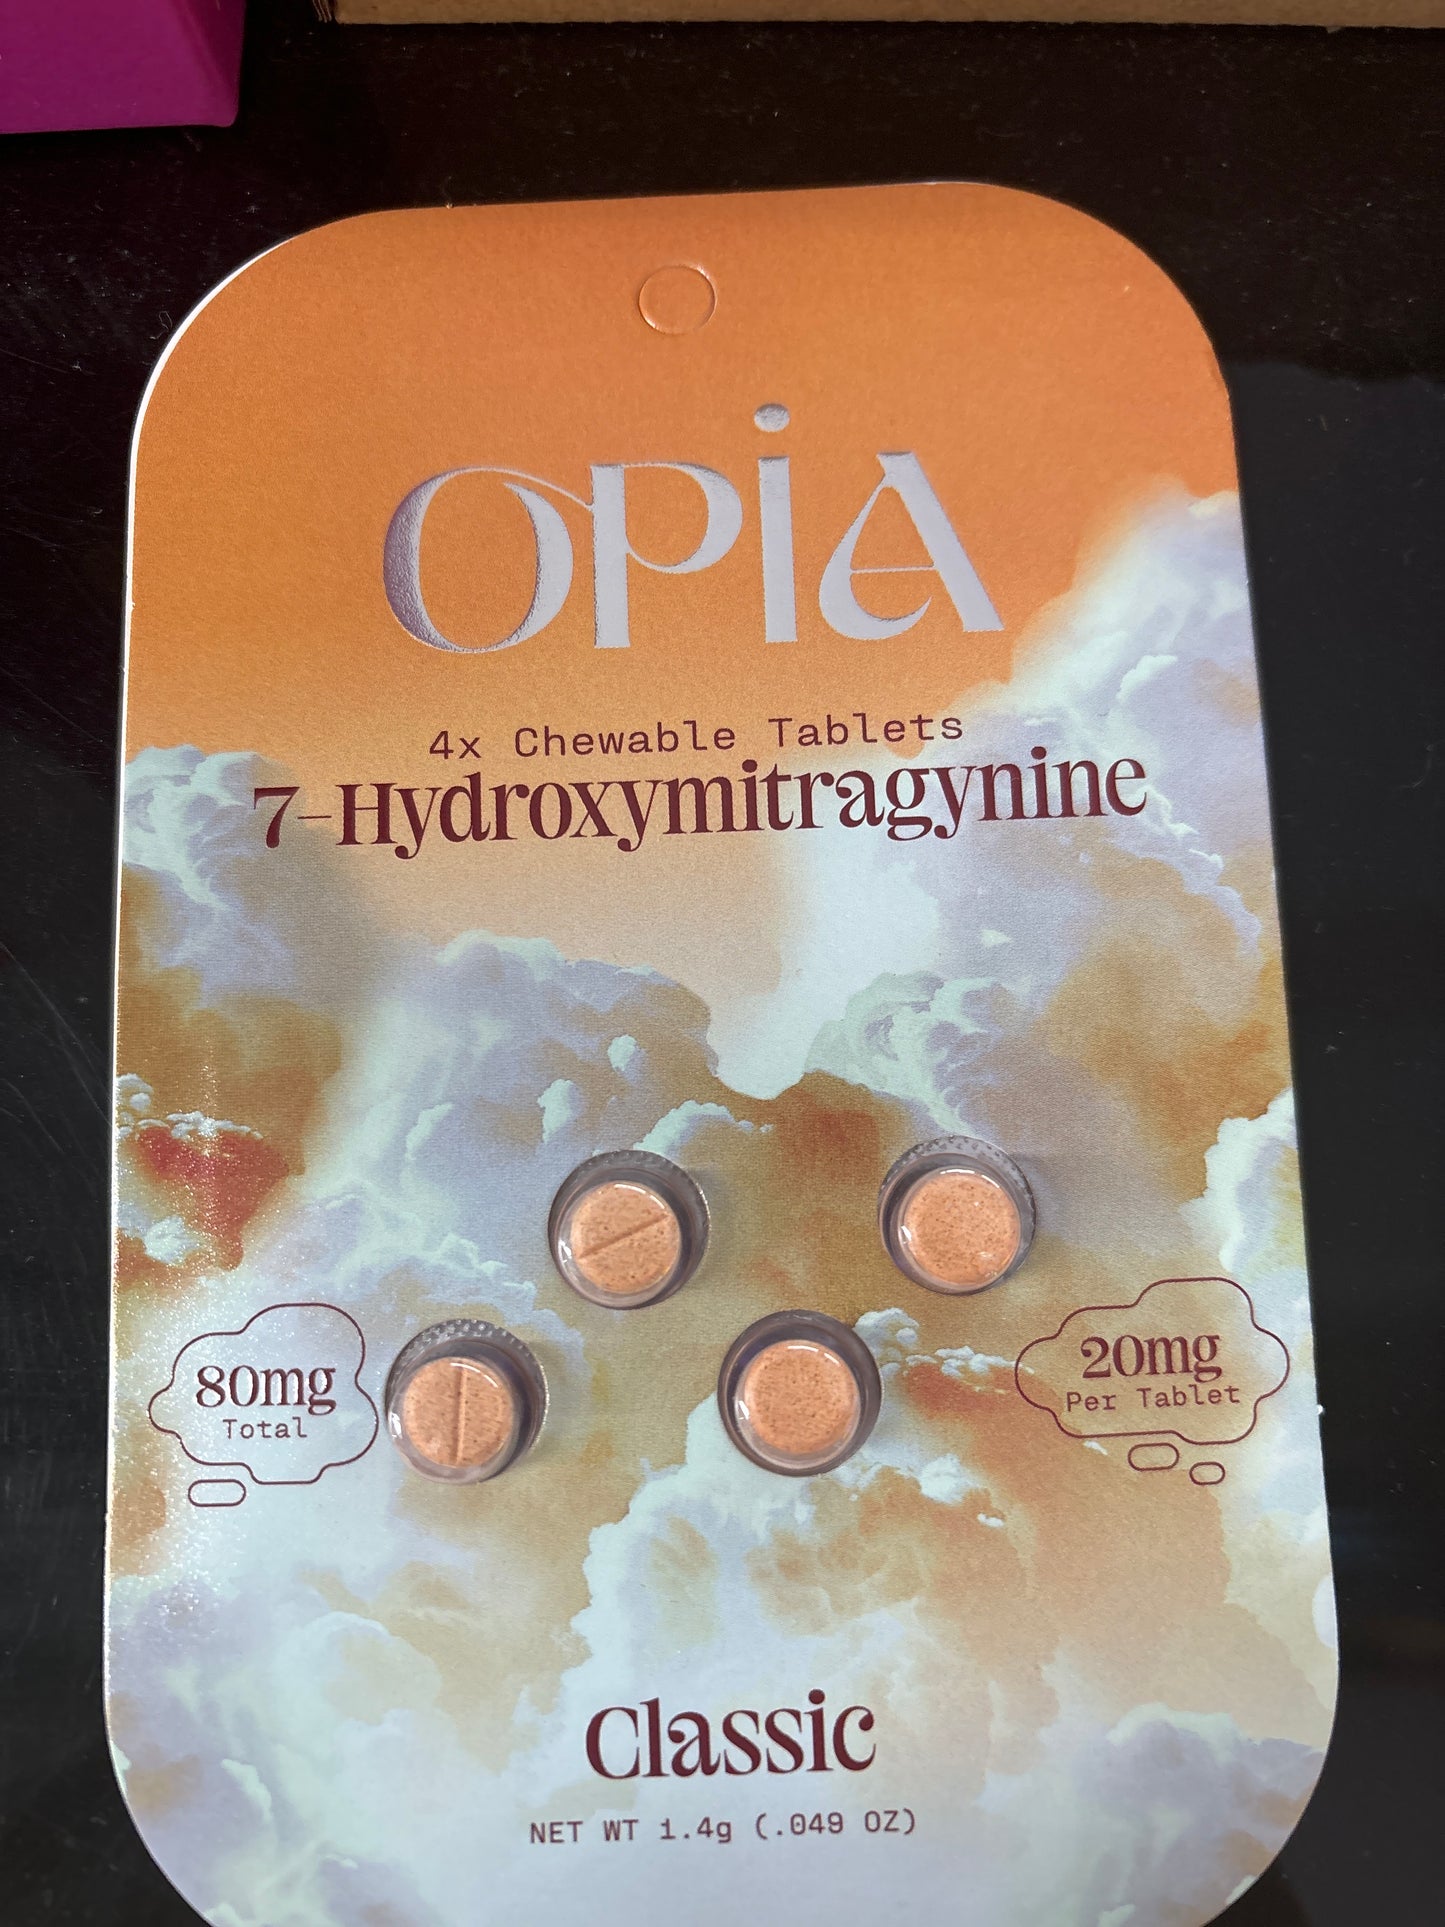 OPiA
4x Chewable Tablets
7-Hydroxymitragynine
80mg
Total
20mg
Per Tablet
Classic
NET WT 1.4g (.049 OZ)